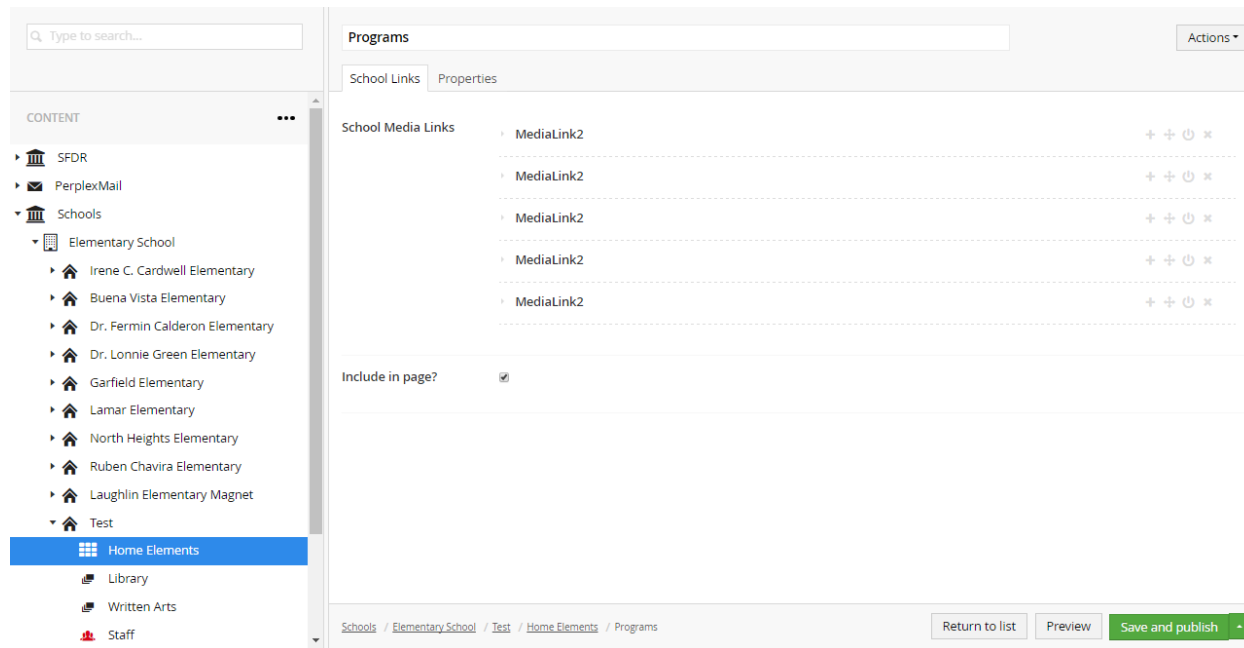 Type to search...
CONTENT
SFDR
PerplexMail
Schools
Elementary School
Irene C. Cardwell Elementary
Buena Vista Elementary
Dr. Fermin Calderon Elementary
Dr. Lonnie Green Elementary
Garfield Elementary
Lamar Elementary
North Heights Elementary
Ruben Chavira Elementary
Laughlin Elementary Magnet
Test
Home Elements
Library
Written Arts
Staff
Programs
Actions
School Links Properties
School Media Links
MediaLink2
MediaLink2
MediaLink2
MediaLink2
MediaLink2
Include in page?
Schools / Elementary School / Test / Home Elements / Programs
Return to list Preview Save and publish